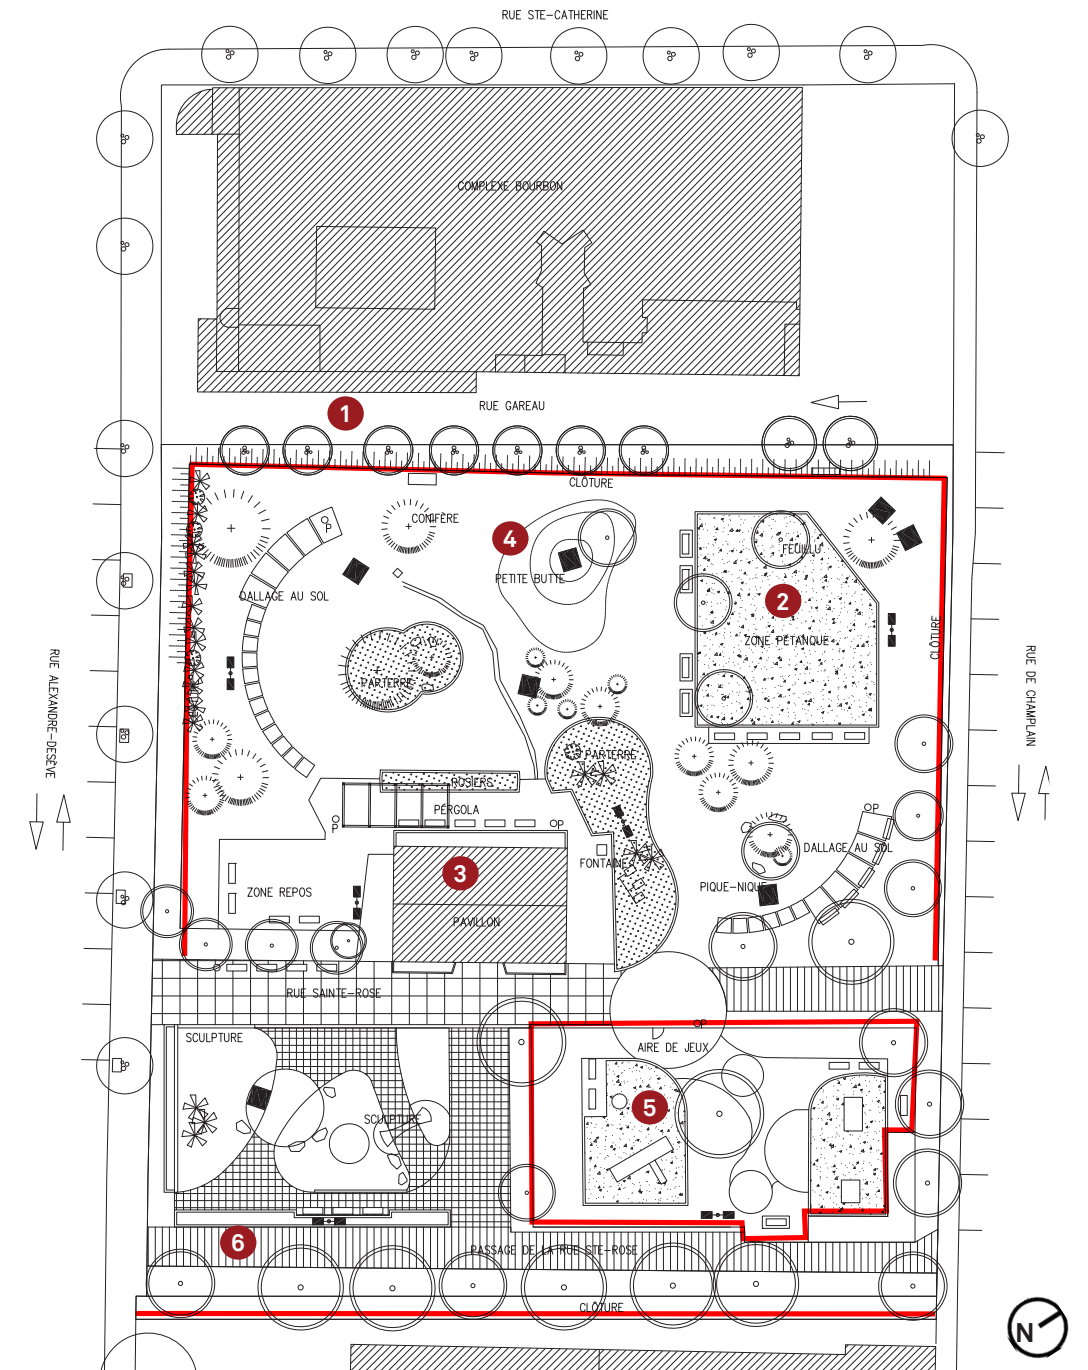 RUE STE-CATHERINE
COMPLEXE BOURBON
RUE GAREAU
1
CLÔTURE
CONIFÈRE
4
PETITE BUTTE
FEUILLU
P
DALLAGE AU SOL
2
ZONE PÉTANQUE
CLÔTURE
RUE ALEXANDRE-DESÈVE
RUE DE CHAMPLAIN
PARTERRE
PARTERRE
ROSIERS
PERGOLA
P
P
P
DALLAGE AU SOL
FONTAINE
3
PIQUE-NIQUE
ZONE REPOS
PAVILLON
RUE SAINTE-ROSE
SCULPTURE
P
AIRE DE JEUX
5
SCULPTURE
6
PASSAGE DE LA RUE STE-ROSE
CLÔTURE
N